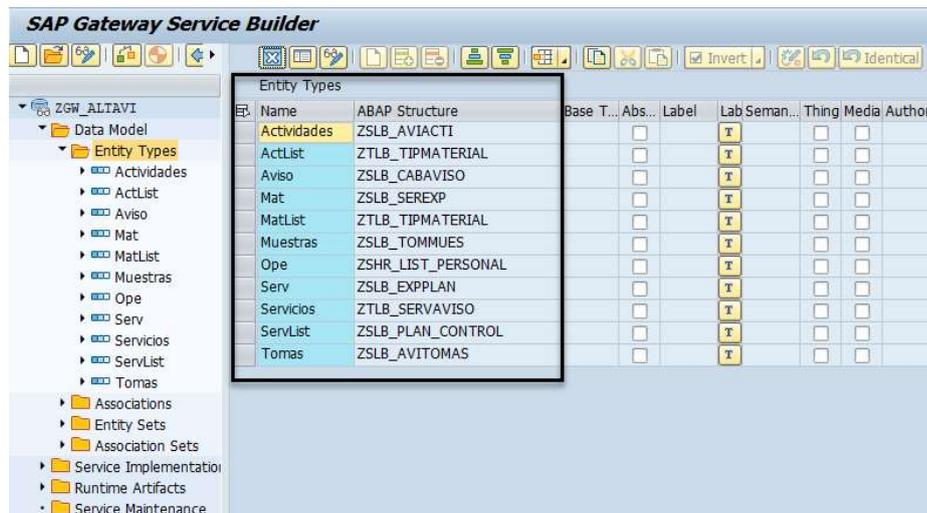 SAP Gateway Service Builder
Invert Identical
Entity Types
Name ABAP Structure Base T... Abs... Label Lab Seman... Thing Media Author
Actividades ZSLB_AVIACTI T
ActList ZTLB_TIPMATERIAL T
Aviso ZSLB_CABAVISO T
Mat ZSLB_SEREXP T
MatList ZTLB_TIPMATERIAL T
Muestras ZSLB_TOMMUES T
Ope ZSHR_LIST_PERSONAL T
Serv ZSLB_EXPPLAN T
Servicios ZTLB_SERVAVISO T
ServList ZSLB_PLAN_CONTROL T
Tomas ZSLB_AVITOMAS T
ZGW_ALTAVI
Data Model
Entity Types
Actividades
ActList
Aviso
Mat
MatList
Muestras
Ope
Serv
Servicios
ServList
Tomas
Associations
Entity Sets
Association Sets
Service Implementation
Runtime Artifacts
Service Maintenance